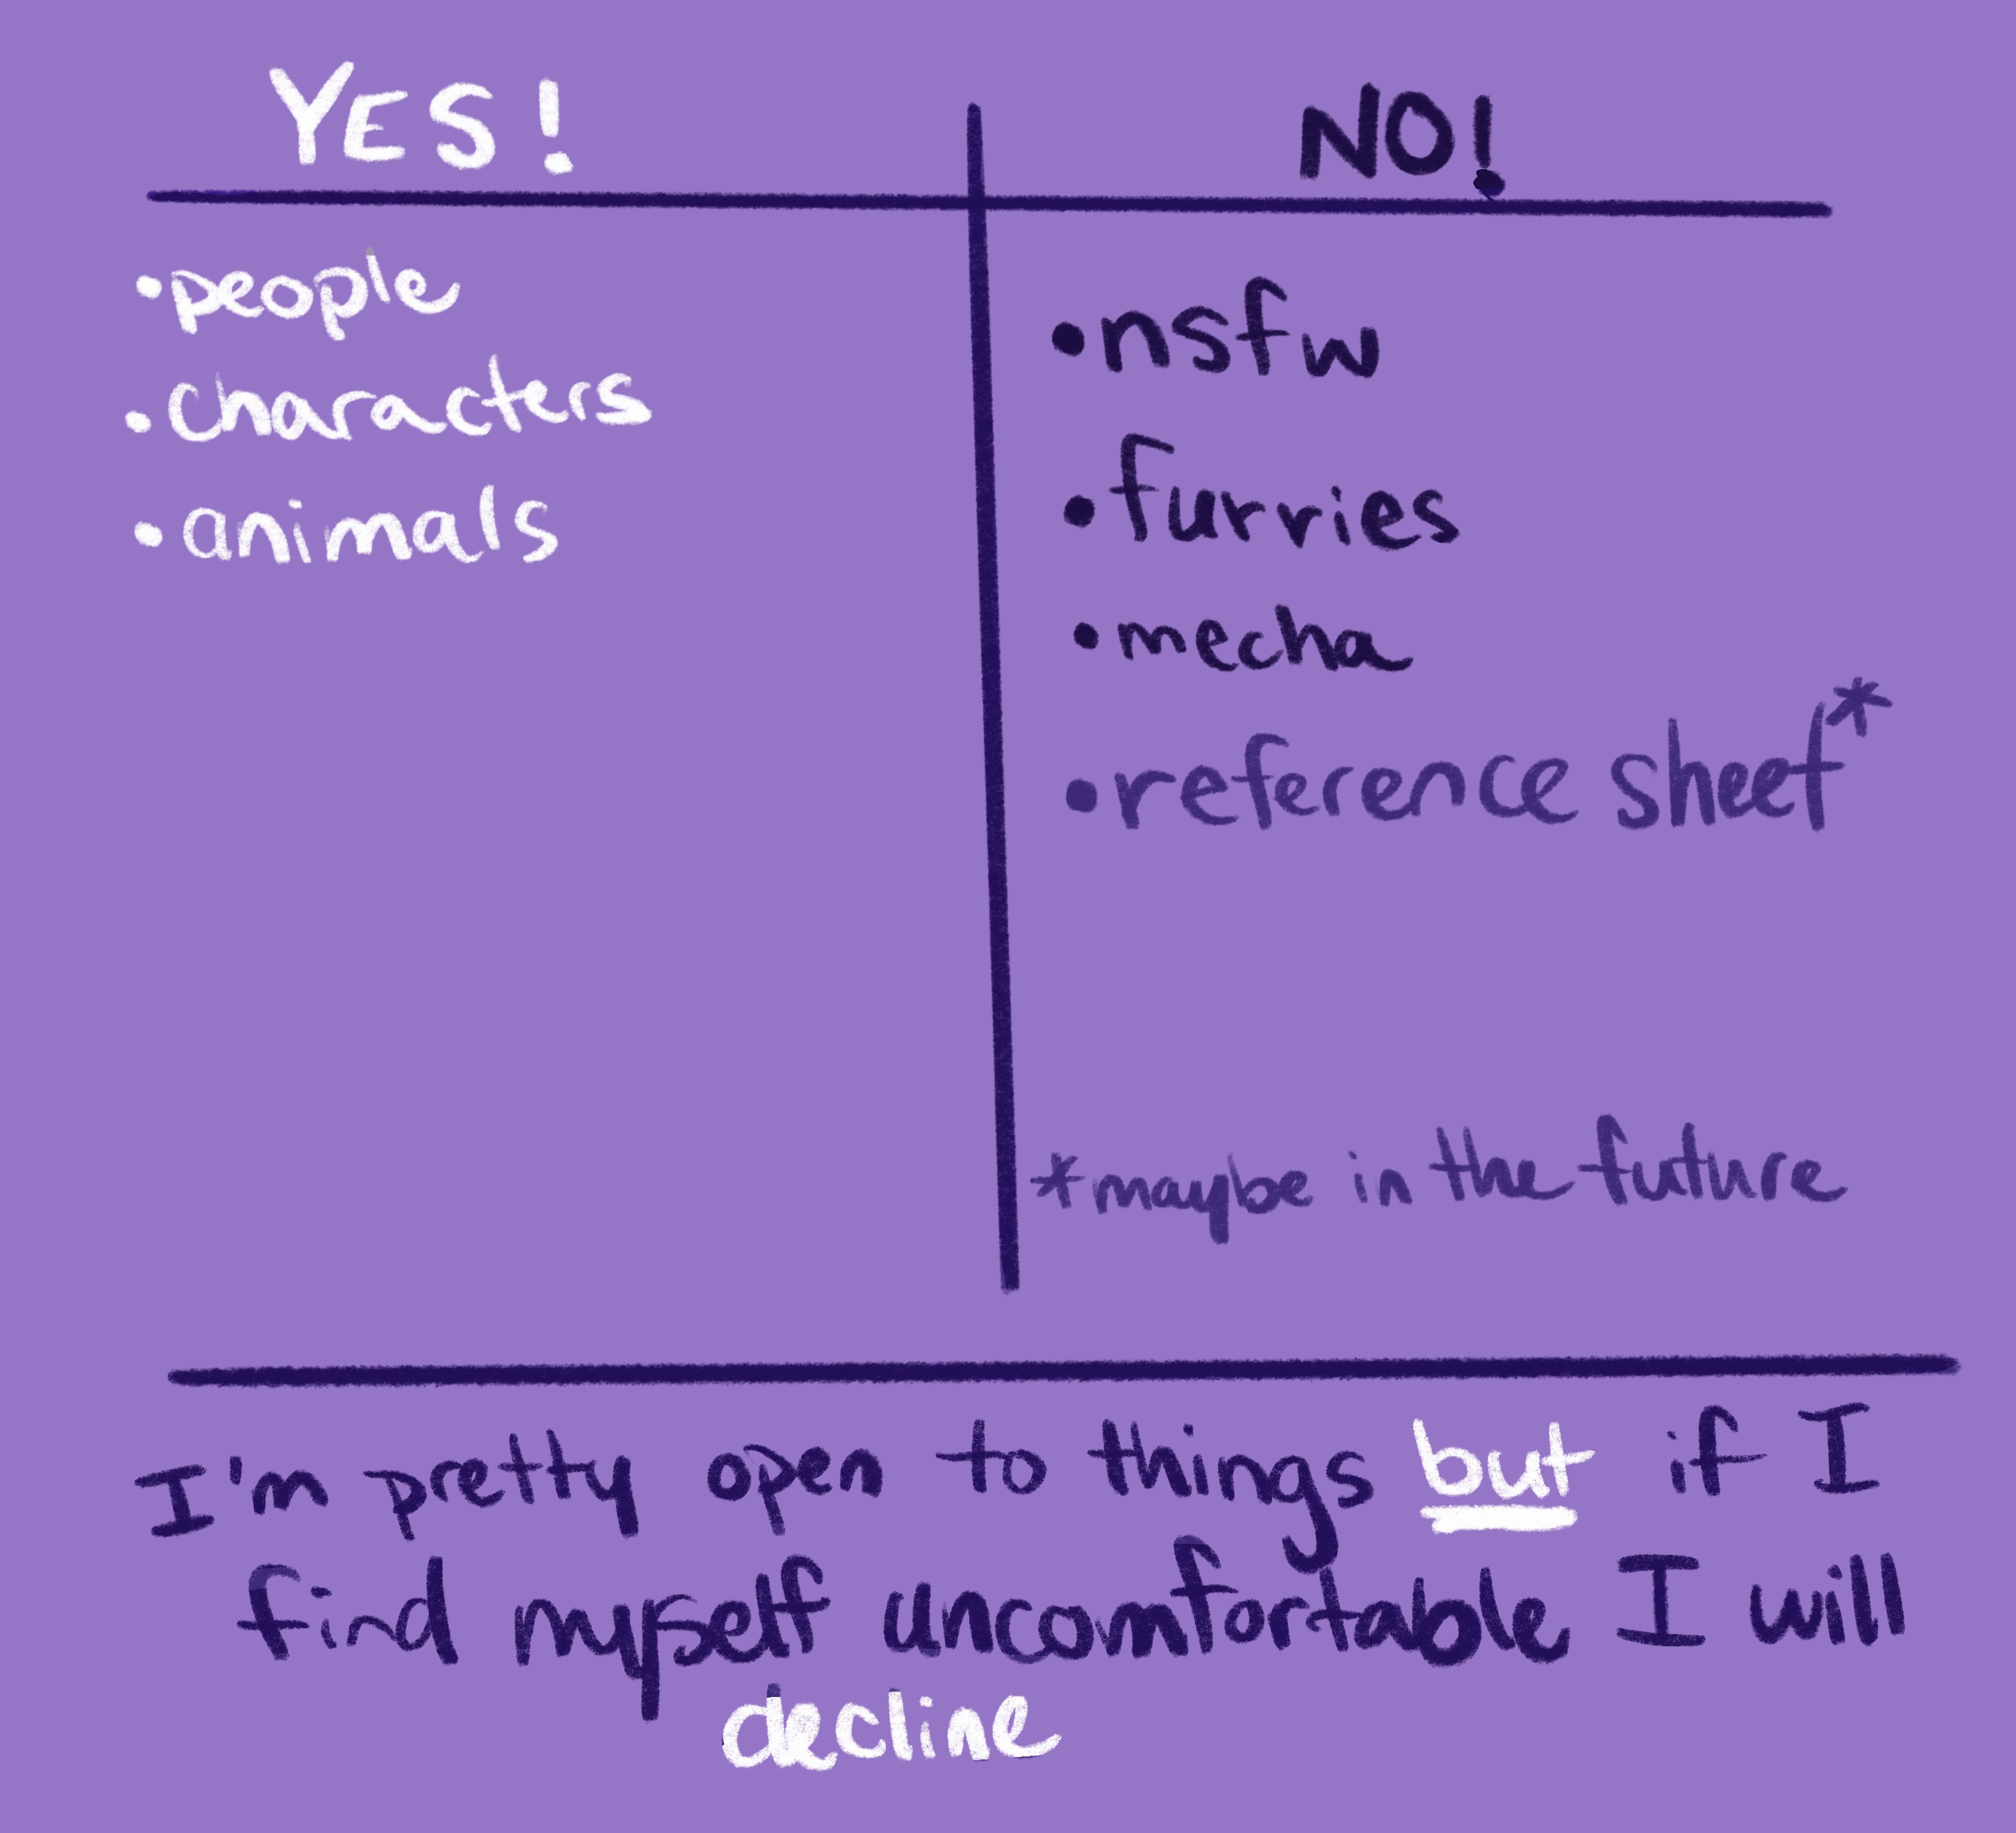 YES!
NO!
•people
•characters
•animals
•nsfw
•furries
•mecha
•reference sheet*
*maybe in the future
I'm pretty open to things but if I
find myself uncomfortable I will
decline